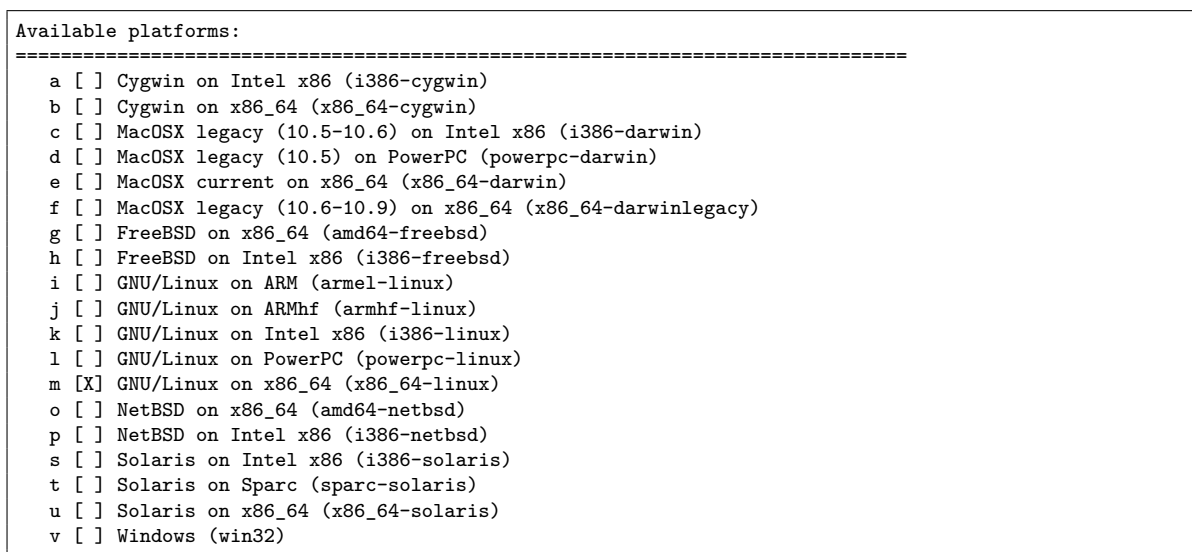 Available platforms:
===============================================================================
a [ ] Cygwin on Intel x86 (i386-cygwin)
b [ ] Cygwin on x86_64 (x86_64-cygwin)
c [ ] MacOSX legacy (10.5-10.6) on Intel x86 (i386-darwin)
d [ ] MacOSX legacy (10.5) on PowerPC (powerpc-darwin)
e [ ] MacOSX current on x86_64 (x86_64-darwin)
f [ ] MacOSX legacy (10.6-10.9) on x86_64 (x86_64-darwinlegacy)
g [ ] FreeBSD on x86_64 (amd64-freebsd)
h [ ] FreeBSD on Intel x86 (i386-freebsd)
i [ ] GNU/Linux on ARM (armel-linux)
j [ ] GNU/Linux on ARMhf (armhf-linux)
k [ ] GNU/Linux on Intel x86 (i386-linux)
l [ ] GNU/Linux on PowerPC (powerpc-linux)
m [X] GNU/Linux on x86_64 (x86_64-linux)
o [ ] NetBSD on x86_64 (amd64-netbsd)
p [ ] NetBSD on Intel x86 (i386-netbsd)
s [ ] Solaris on Intel x86 (i386-solaris)
t [ ] Solaris on Sparc (sparc-solaris)
u [ ] Solaris on x86_64 (x86_64-solaris)
v [ ] Windows (win32)